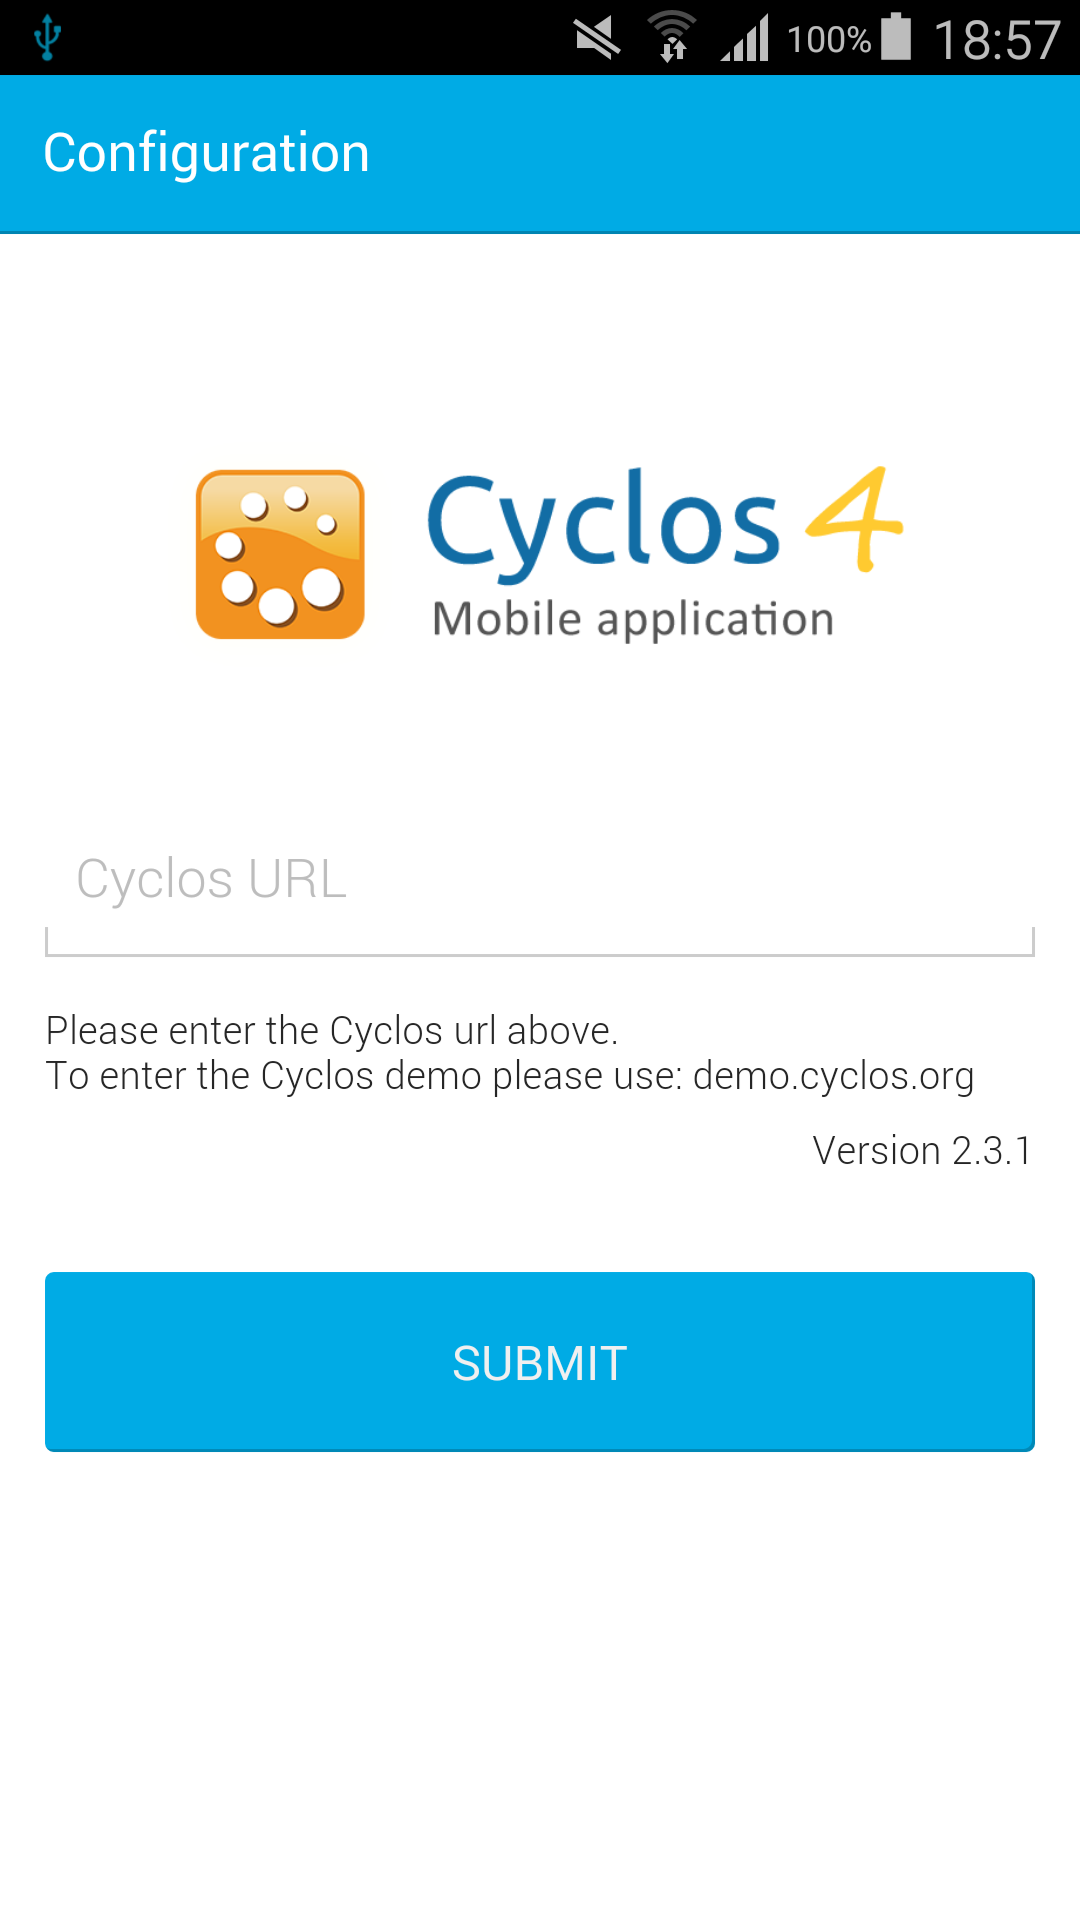 100% 18:57
Configuration
Cyclos 4
Mobile application
Cyclos URL
Please enter the Cyclos url above.
To enter the Cyclos demo please use: demo.cyclos.org
Version 2.3.1
SUBMIT